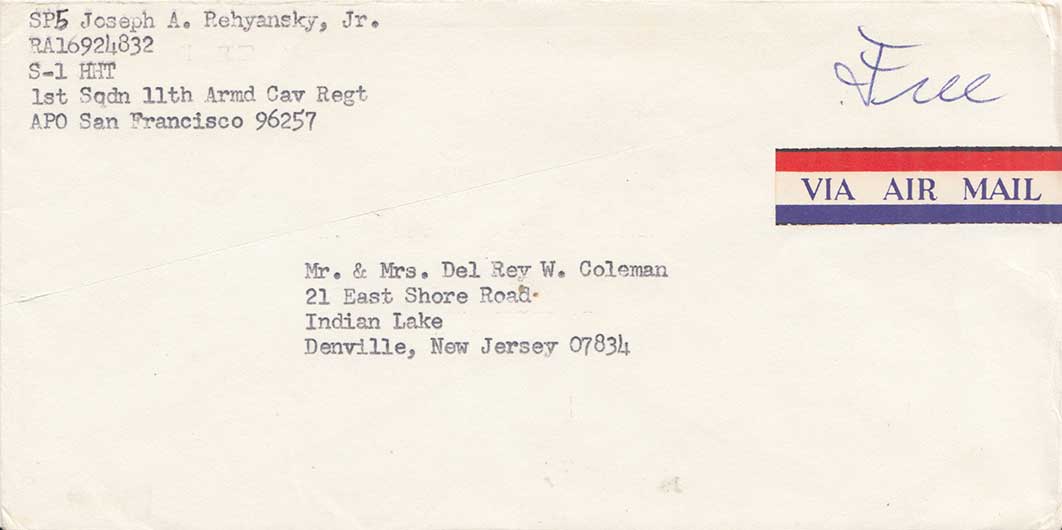 SP5 Joseph A. Rehyansky, Jr.
RA16924832
S-1 HHT
1st Sqdn 11th Armd Cav Regt
APO San Francisco 96257
Free
VIA AIR MAIL
Mr. & Mrs. Del Rey W. Coleman
21 East Shore Road
Indian Lake
Denville, New Jersey 07834